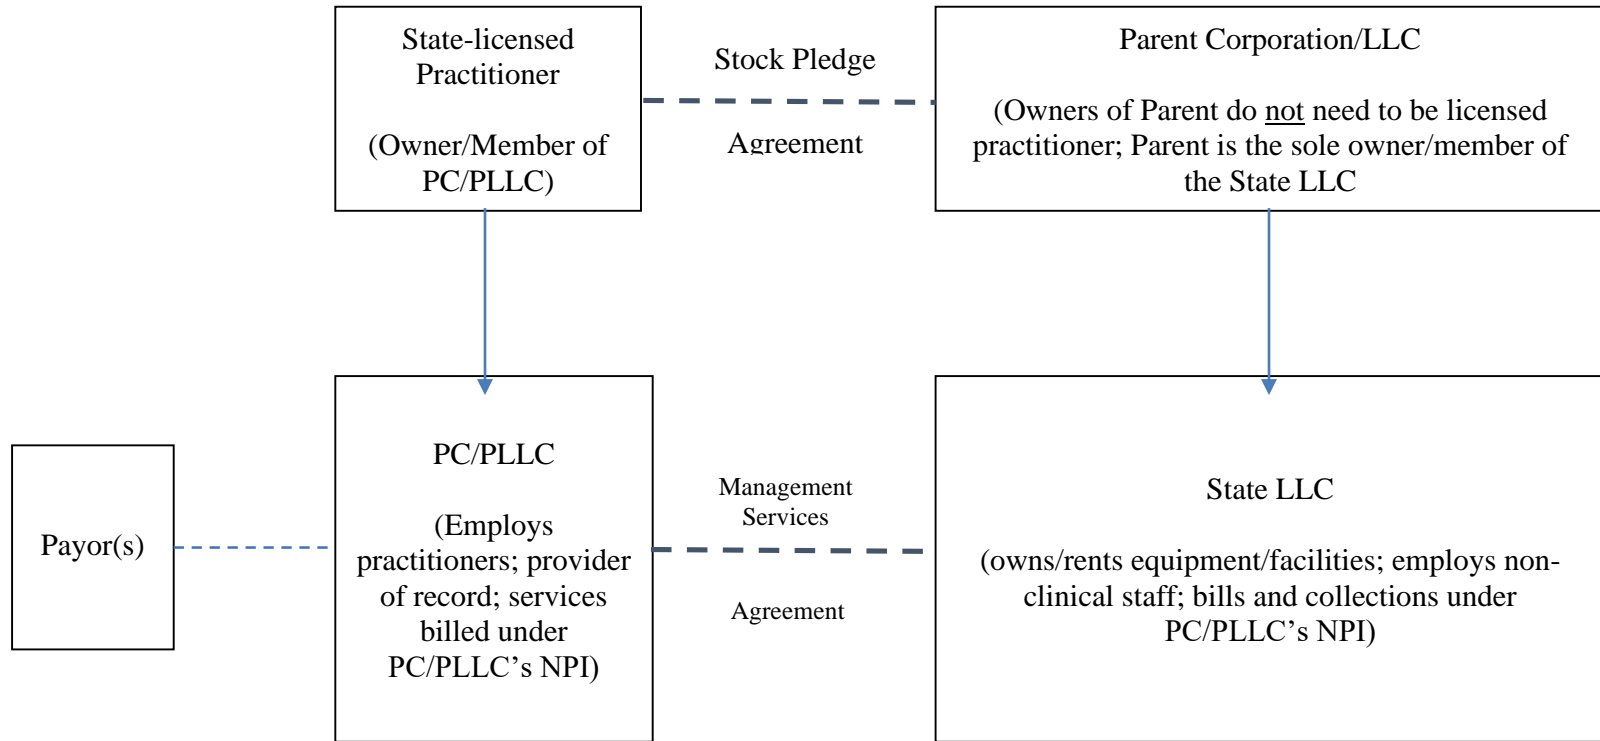 State-licensed
Practitioner
(Owner/Member of
PC/PLLC)
Stock Pledge
Agreement
Parent Corporation/LLC
(Owners of Parent do not need to be licensed
practitioner; Parent is the sole owner/member of
the State LLC
Payor(s)
PC/PLLC
(Employs
practitioners; provider
of record; services
billed under
PC/PLLC’s NPI)
Management
Services
Agreement
State LLC
(owns/rents equipment/facilities; employs non-
clinical staff; bills and collections under
PC/PLLC’s NPI)